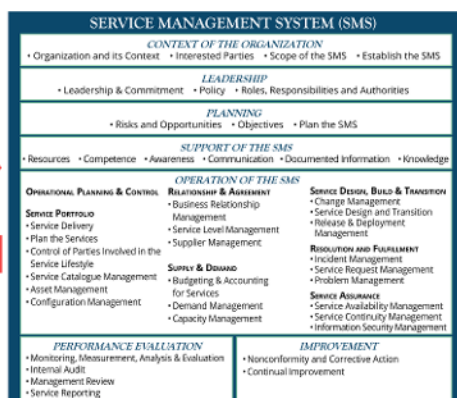 SERVICE MANAGEMENT SYSTEM (SMS)
CONTEXT OF THE ORGANIZATION
• Organization and its Context • Interested Parties • Scope of the SMS • Establish the SMS
LEADERSHIP
• Leadership & Commitment • Policy • Roles, Responsibilities and Authorities
PLANNING
• Risks and Opportunities • Objectives • Plan the SMS
SUPPORT OF THE SMS
• Resources • Competence • Awareness • Communication • Documented Information • Knowledge
OPERATION OF THE SMS
OPERATIONAL PLANNING & CONTROL
SERVICE PORTFOLIO
• Service Delivery
• Plan the Services
• Control of Parties Involved in the
Service Lifestyle
• Service Catalogue Management
• Asset Management
• Configuration Management
RELATIONSHIP & AGREEMENT
• Business Relationship
Management
• Service Level Management
• Supplier Management
SUPPLY & DEMAND
• Budgeting & Accounting
for Services
• Demand Management
• Capacity Management
SERVICE DESIGN, BUILD & TRANSITION
• Change Management
• Service Design and Transition
• Release & Deployment
Management
RESOLUTION AND FULFILLMENT
• Incident Management
• Service Request Management
• Problem Management
SERVICE ASSURANCE
• Service Availability Management
• Service Continuity Management
• Information Security Management
PERFORMANCE EVALUATION
• Monitoring, Measurement, Analysis & Evaluation
• Internal Audit
• Management Review
• Service Reporting
IMPROVEMENT
• Nonconformity and Corrective Action
• Continual Improvement